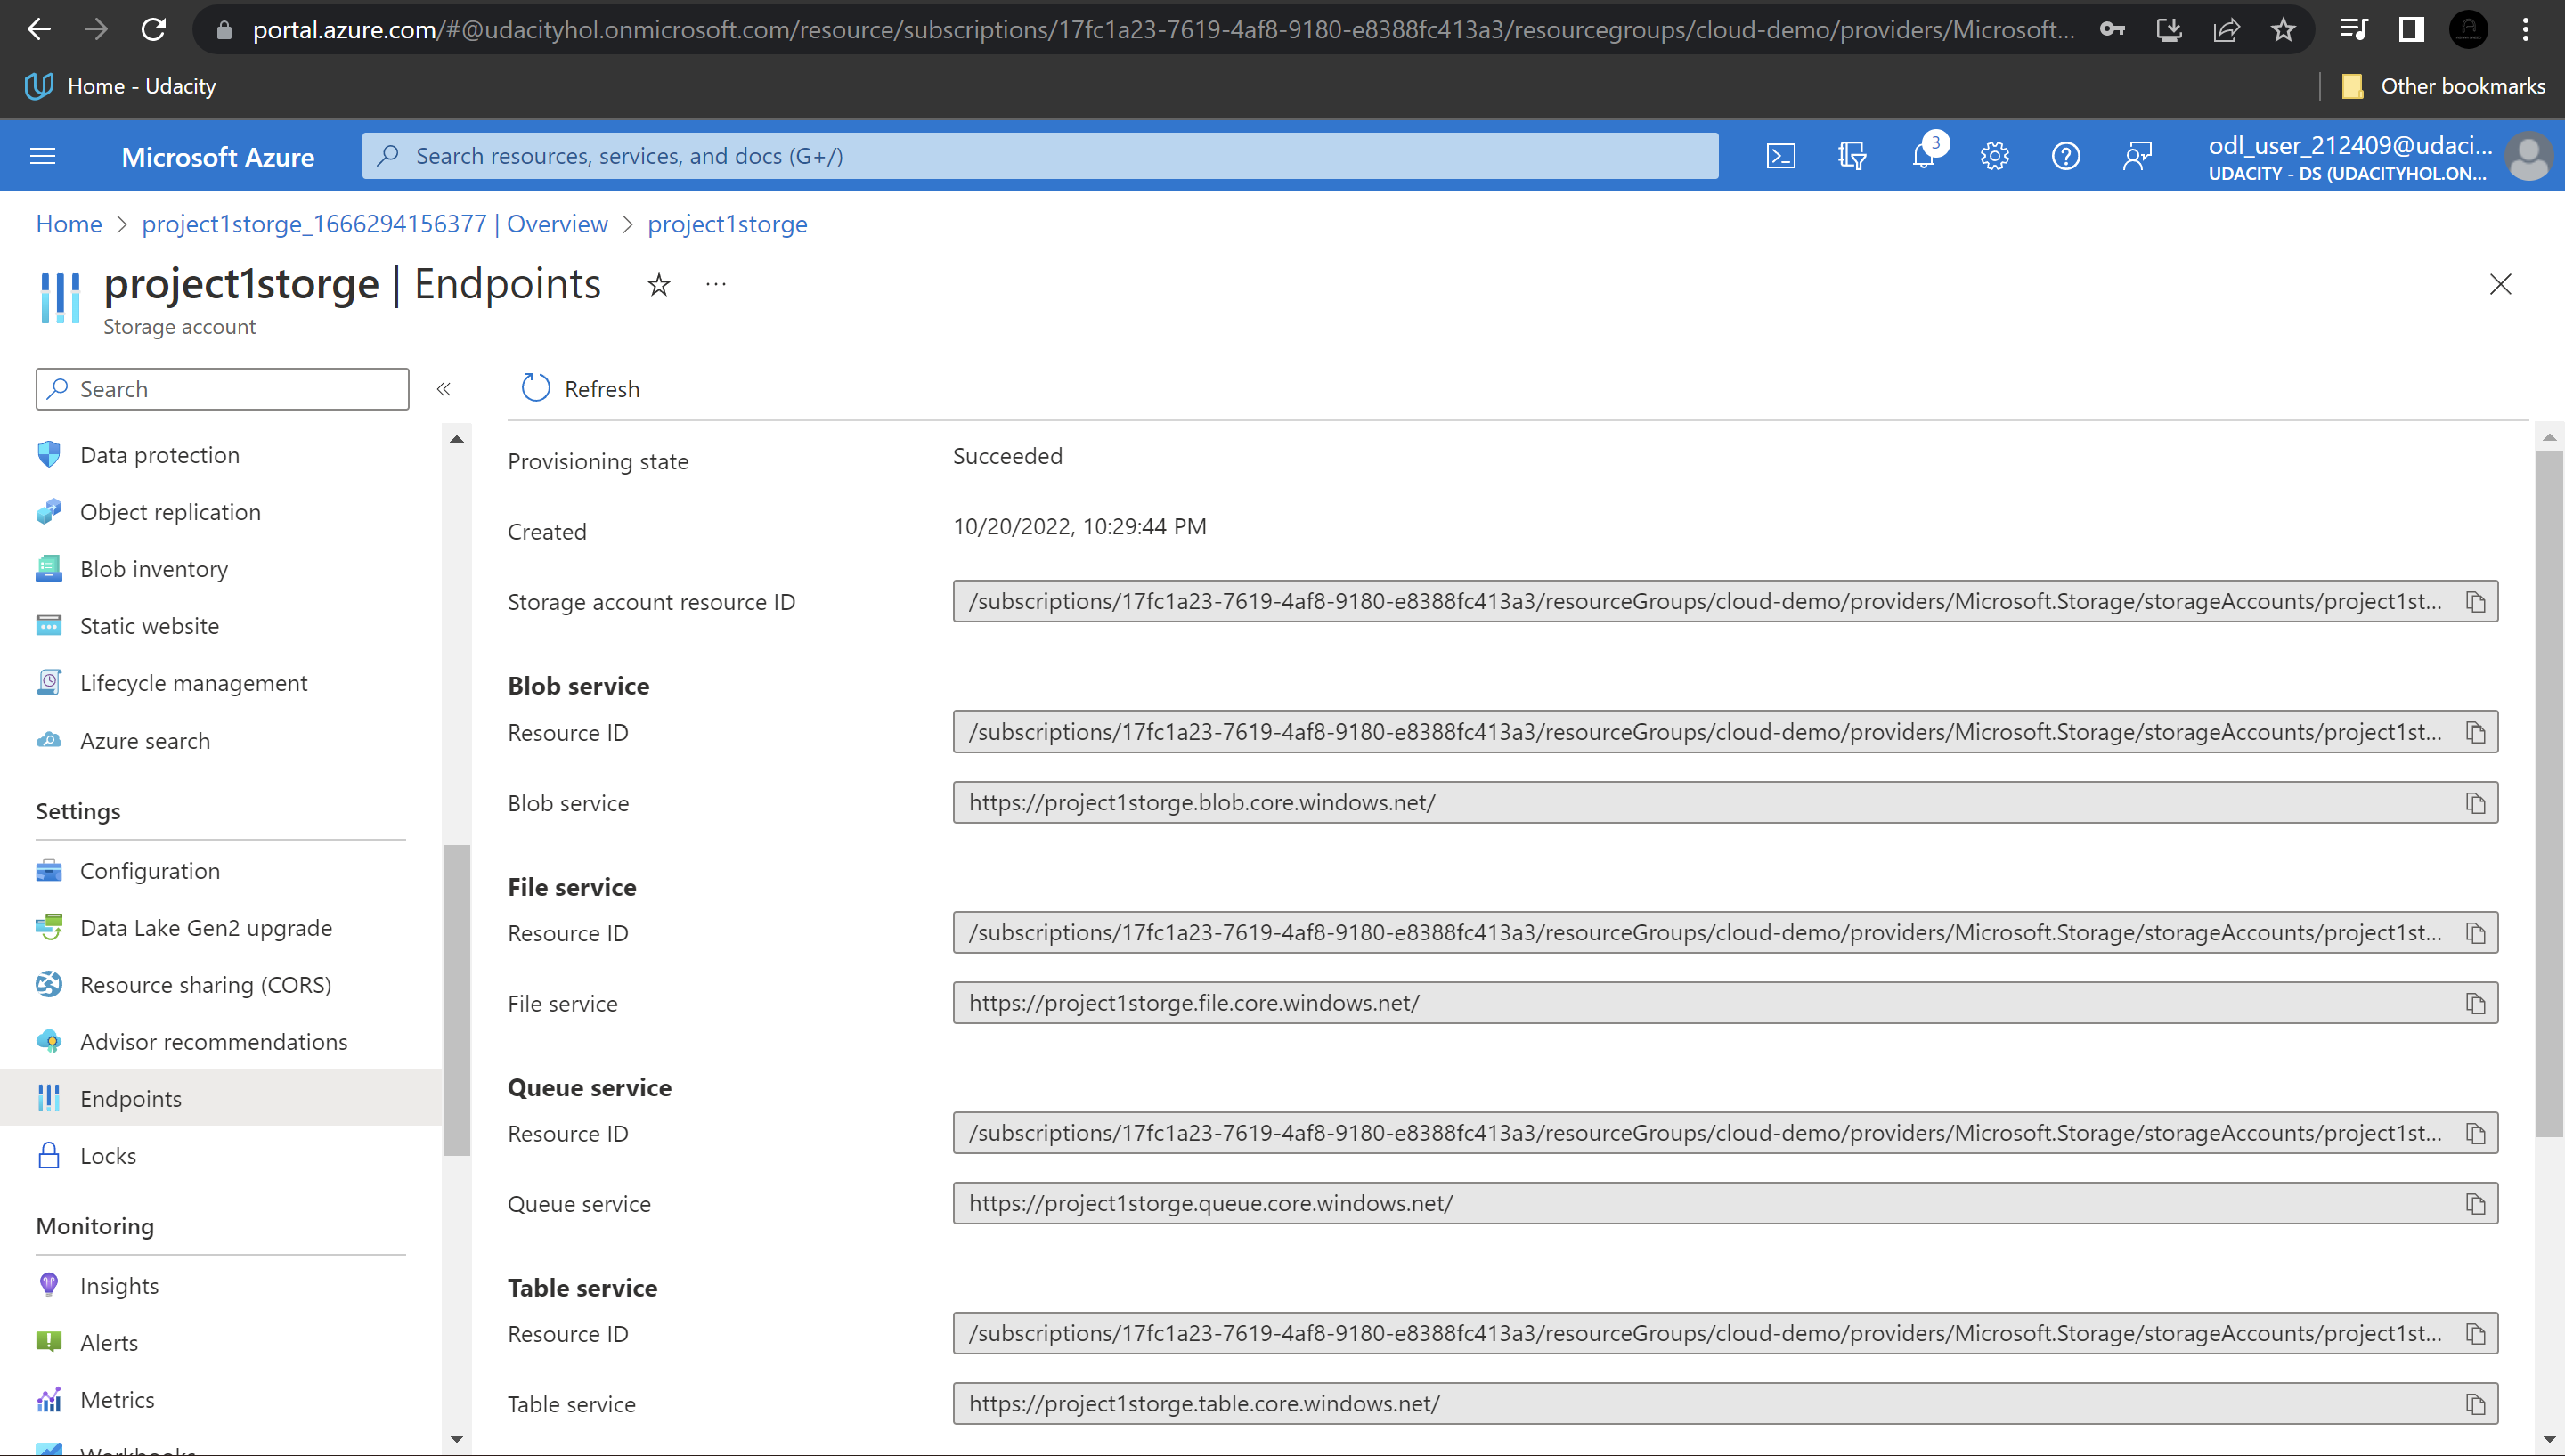 portal.azure.com/#@udacityhol.onmicrosoft.com/resource/subscriptions/17fc1a23-7619-4af8-9180-e8388fc413a3/resourcegroups/cloud-demo/providers/Microsoft...
Home - Udacity
Other bookmarks
Microsoft Azure
Search resources, services, and docs (G+/)
3
odl_user_212409@udaci...
UDACITY - DS (UDACITYHOL.ON...
Home > project1storge_1666294156377 | Overview > project1storge
project1storge | Endpoints
Storage account
Search
Refresh
Data protection
Object replication
Blob inventory
Static website
Lifecycle management
Azure search
Settings
Configuration
Data Lake Gen2 upgrade
Resource sharing (CORS)
Advisor recommendations
Endpoints
Locks
Monitoring
Insights
Alerts
Metrics
Workbooks
Provisioning state Succeeded
Created 10/20/2022, 10:29:44 PM
Storage account resource ID /subscriptions/17fc1a23-7619-4af8-9180-e8388fc413a3/resourceGroups/cloud-demo/providers/Microsoft.Storage/storageAccounts/project1st...
Blob service
Resource ID /subscriptions/17fc1a23-7619-4af8-9180-e8388fc413a3/resourceGroups/cloud-demo/providers/Microsoft.Storage/storageAccounts/project1st...
Blob service https://project1storge.blob.core.windows.net/
File service
Resource ID /subscriptions/17fc1a23-7619-4af8-9180-e8388fc413a3/resourceGroups/cloud-demo/providers/Microsoft.Storage/storageAccounts/project1st...
File service https://project1storge.file.core.windows.net/
Queue service
Resource ID /subscriptions/17fc1a23-7619-4af8-9180-e8388fc413a3/resourceGroups/cloud-demo/providers/Microsoft.Storage/storageAccounts/project1st...
Queue service https://project1storge.queue.core.windows.net/
Table service
Resource ID /subscriptions/17fc1a23-7619-4af8-9180-e8388fc413a3/resourceGroups/cloud-demo/providers/Microsoft.Storage/storageAccounts/project1st...
Table service https://project1storge.table.core.windows.net/